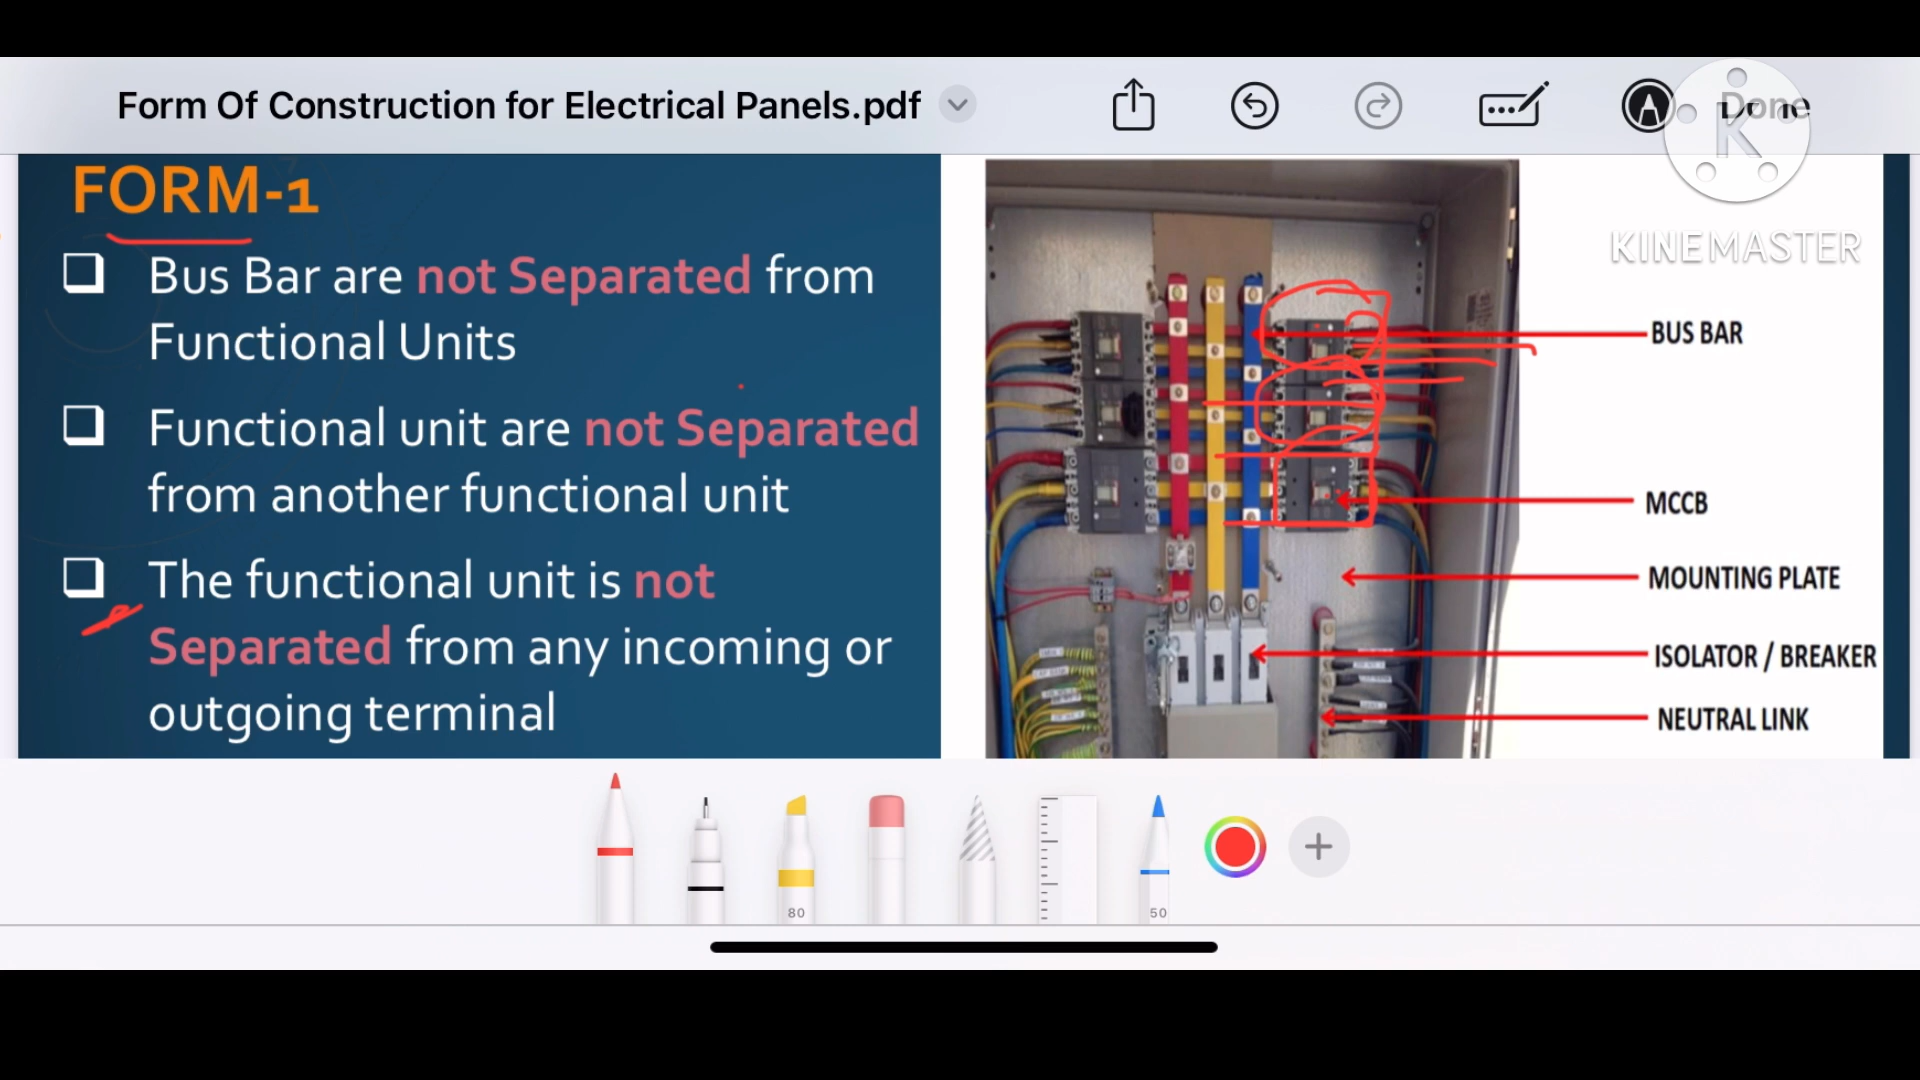 Form Of Construction for Electrical Panels.pdf
Done
K
KINEMASTER
FORM-1
Bus Bar are not Separated from
Functional Units
Functional unit are not Separated
from another functional unit
The functional unit is not
Separated from any incoming or
outgoing terminal
BUS BAR
MCCB
MOUNTING PLATE
ISOLATOR / BREAKER
NEUTRAL LINK
80
50